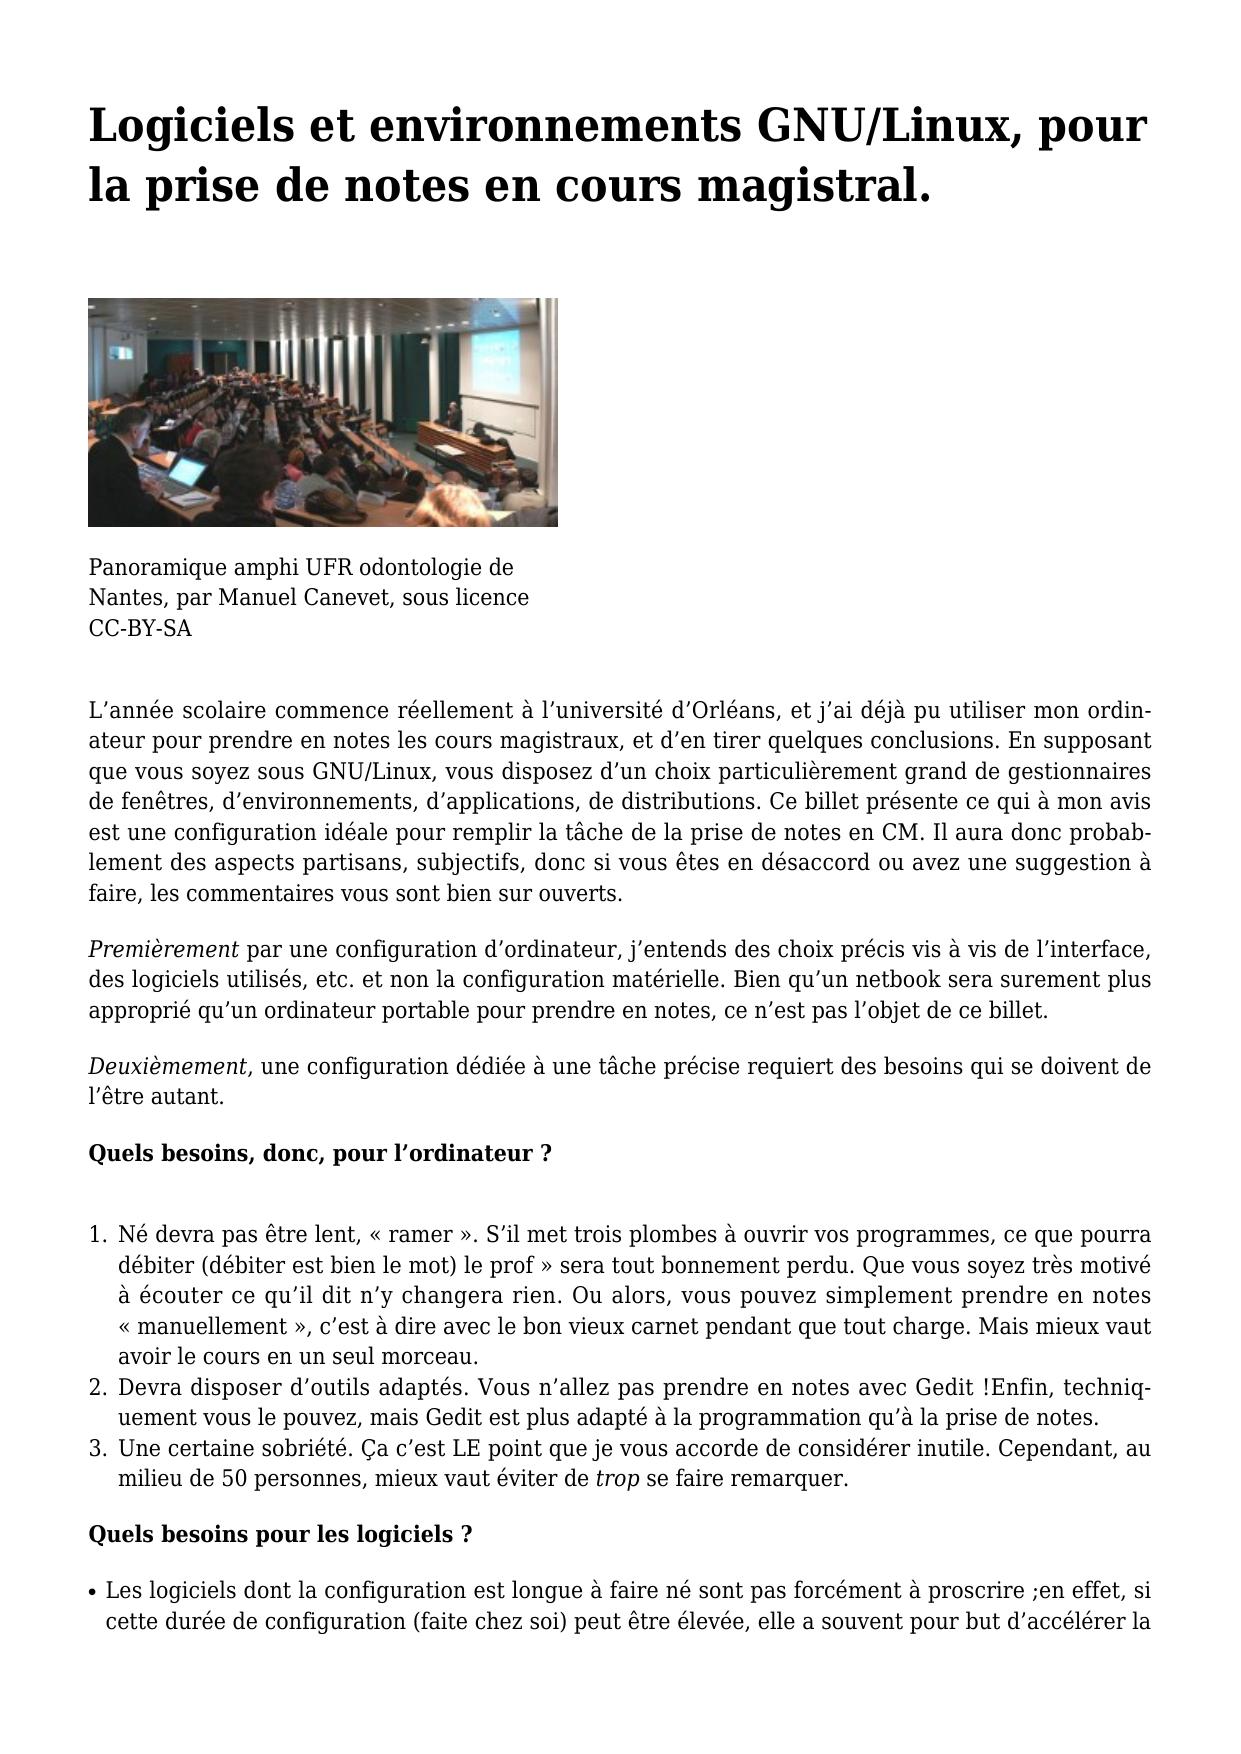 Logiciels et environnements GNU/Linux, pour
la prise de notes en cours magistral.
Panoramique amphi UFR odontologie de
Nantes, par Manuel Canevet, sous licence
CC-BY-SA
L’année scolaire commence réellement à l’université d’Orléans, et j’ai déjà pu utiliser mon ordin-
ateur pour prendre en notes les cours magistraux, et d’en tirer quelques conclusions. En supposant
que vous soyez sous GNU/Linux, vous disposez d’un choix particulièrement grand de gestionnaires
de fenêtres, d’environnements, d’applications, de distributions. Ce billet présente ce qui à mon avis
est une configuration idéale pour remplir la tâche de la prise de notes en CM. Il aura donc probab-
lement des aspects partisans, subjectifs, donc si vous êtes en désaccord ou avez une suggestion à
faire, les commentaires vous sont bien sur ouverts.
Premièrement par une configuration d’ordinateur, j’entends des choix précis vis à vis de l’interface,
des logiciels utilisés, etc. et non la configuration matérielle. Bien qu’un netbook sera surement plus
approprié qu’un ordinateur portable pour prendre en notes, ce n’est pas l’objet de ce billet.
Deuxièmement, une configuration dédiée à une tâche précise requiert des besoins qui se doivent de
l’être autant.
Quels besoins, donc, pour l’ordinateur ?
1. Né devra pas être lent, « ramer ». S’il met trois plombes à ouvrir vos programmes, ce que pourra
débiter (débiter est bien le mot) le prof » sera tout bonnement perdu. Que vous soyez très motivé
à écouter ce qu’il dit n’y changera rien. Ou alors, vous pouvez simplement prendre en notes
« manuellement », c’est à dire avec le bon vieux carnet pendant que tout charge. Mais mieux vaut
avoir le cours en un seul morceau.
2. Devra disposer d’outils adaptés. Vous n’allez pas prendre en notes avec Gedit !Enfin, techniq-
uement vous le pouvez, mais Gedit est plus adapté à la programmation qu’à la prise de notes.
3. Une certaine sobriété. Ça c’est LE point que je vous accorde de considérer inutile. Cependant, au
milieu de 50 personnes, mieux vaut éviter de trop se faire remarquer.
Quels besoins pour les logiciels ?
• Les logiciels dont la configuration est longue à faire né sont pas forcément à proscrire ;en effet, si
cette durée de configuration (faite chez soi) peut être élevée, elle a souvent pour but d’accélérer la